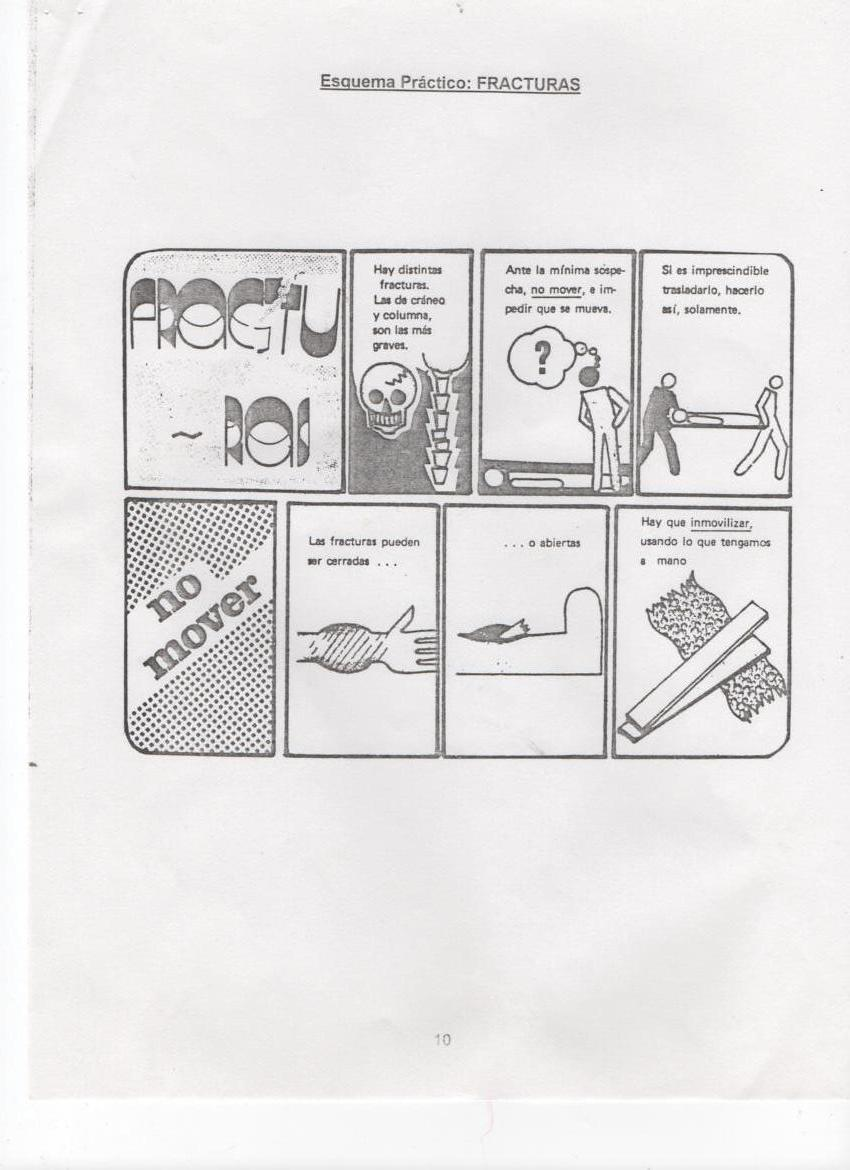 Esquema Práctico: FRACTURAS
FRACTU
~ RAS
Hay distintas
fracturas.
Las de cráneo
y columna,
son las más
graves.
Ante la mínima sospe-
cha, no mover, e im-
pedir que se mueva.
?
Si es imprescindible
trasladarlo, hacerlo
así, solamente.
no
mover
Las fracturas pueden
ser cerradas . . .
. . . o abiertas
Hay que inmovilizar,
usando lo que tengamos
a mano
10